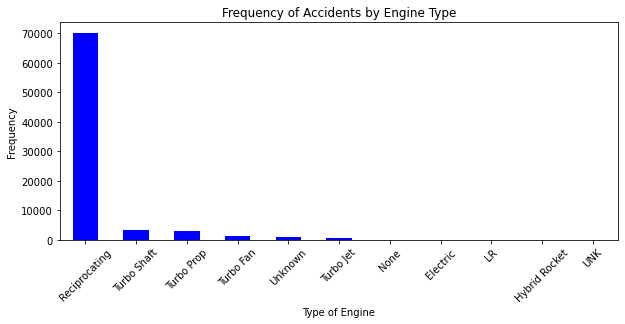 Frequency of Accidents by Engine Type
70000
60000
50000
40000
30000
20000
10000
0
Frequency
Reciprocating
Turbo Shaft
Turbo Prop
Turbo Fan
Unknown
Turbo Jet
None
Electric
LR
Hybrid Rocket
UNK
Type of Engine